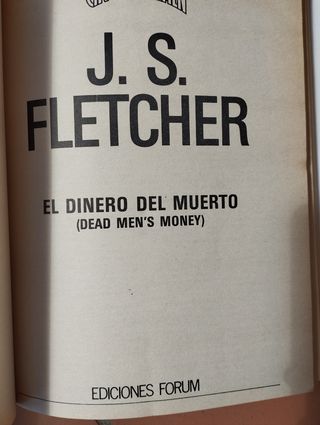 J. S.
FLETCHER
EL DINERO DEL MUERTO
(DEAD MEN'S MONEY)
EDICIONES FORUM